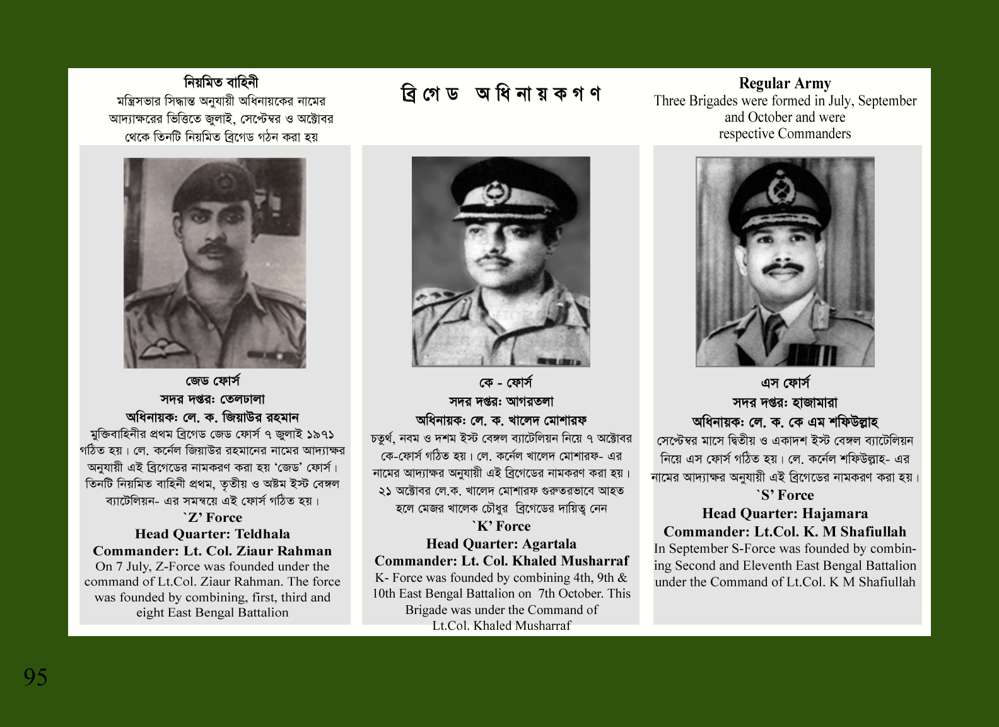 নিয়মিত বাহিনী
মন্ত্রিসভার সিদ্ধান্ত অনুযায়ী অধিনায়কের নামের
আদ্যাক্ষরের ভিত্তিতে জুলাই, সেপ্টেম্বর ও অক্টোবর
থেকে তিনটি নিয়মিত ব্রিগেড গঠন করা হয়
ব্রিগেড অধিনায়কগণ
Regular Army
Three Brigades were formed in July, September
and October and were
respective Commanders
জেড ফোর্স
সদর দপ্তর: তেলঢালা
অধিনায়ক: লে. ক. জিয়াউর রহমান
মুক্তিবাহিনীর প্রথম ব্রিগেড জেড ফোর্স ৭ জুলাই ১৯৭১
গঠিত হয়। লে. কর্নেল জিয়াউর রহমানের নামের আদ্যাক্ষর
অনুযায়ী এই ব্রিগেডের নামকরণ করা হয় ‘জেড’ ফোর্স।
তিনটি নিয়মিত বাহিনী প্রথম, তৃতীয় ও অষ্টম ইস্ট বেঙ্গল
ব্যাটেলিয়ন- এর সমন্বয়ে এই ফোর্স গঠিত হয়।
`Z’ Force
Head Quarter: Teldhala
Commander: Lt. Col. Ziaur Rahman
On 7 July, Z-Force was founded under the
command of Lt.Col. Ziaur Rahman. The force
was founded by combining, first, third and
eight East Bengal Battalion
কে - ফোর্স
সদর দপ্তর: আগরতলা
অধিনায়ক: লে. ক. খালেদ মোশারফ
চতুর্থ, নবম ও দশম ইস্ট বেঙ্গল ব্যাটেলিয়ন নিয়ে ৭ অক্টোবর
কে-ফোর্স গঠিত হয়। লে. কর্নেল খালেদ মোশারফ- এর
নামের আদ্যাক্ষর অনুযায়ী এই ব্রিগেডের নামকরণ করা হয়।
২১ অক্টোবর লে.ক. খালেদ মোশারফ গুরুতরভাবে আহত
হলে মেজর খালেক চৌধুর ব্রিগেডের দায়িত্ব নেন
`K’ Force
Head Quarter: Agartala
Commander: Lt. Col. Khaled Musharraf
K- Force was founded by combining 4th, 9th &
10th East Bengal Battalion on 7th October. This
Brigade was under the Command of
Lt.Col. Khaled Musharraf
এস ফোর্স
সদর দপ্তর: হাজামারা
অধিনায়ক: লে. ক. কে এম শফিউল্লাহ
সেপ্টেম্বর মাসে দ্বিতীয় ও একাদশ ইস্ট বেঙ্গল ব্যাটেলিয়ন
নিয়ে এস ফোর্স গঠিত হয়। লে. কর্নেল শফিউল্লাহ- এর
নামের আদ্যাক্ষর অনুযায়ী এই ব্রিগেডের নামকরণ করা হয়।
`S’ Force
Head Quarter: Hajamara
Commander: Lt.Col. K. M Shafiullah
In September S-Force was founded by combin-
ing Second and Eleventh East Bengal Battalion
under the Command of Lt.Col. K M Shafiullah
95